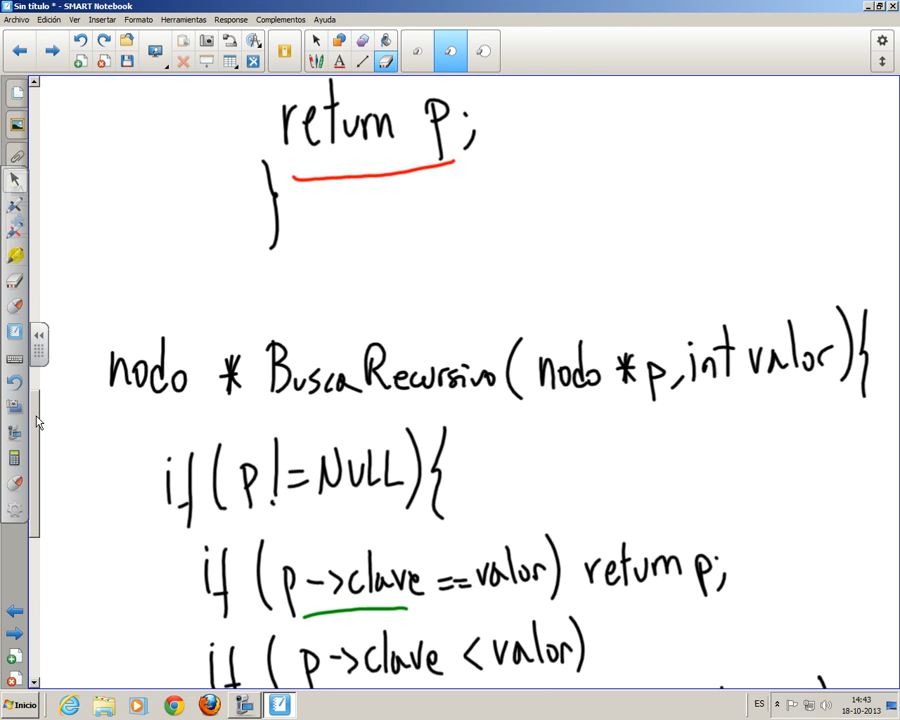 Sin título * - SMART Notebook
Archivo Edición Ver Insertar Formato Herramientas Response Complementos Ayuda
return p;
}
nodo * BuscaRecursivo(nodo *p,int valor){
if (p!=NULL){
if (p->clave ==valor) return p;
if (p->clave <valor)
Inicio
ES
14:43
18-10-2013